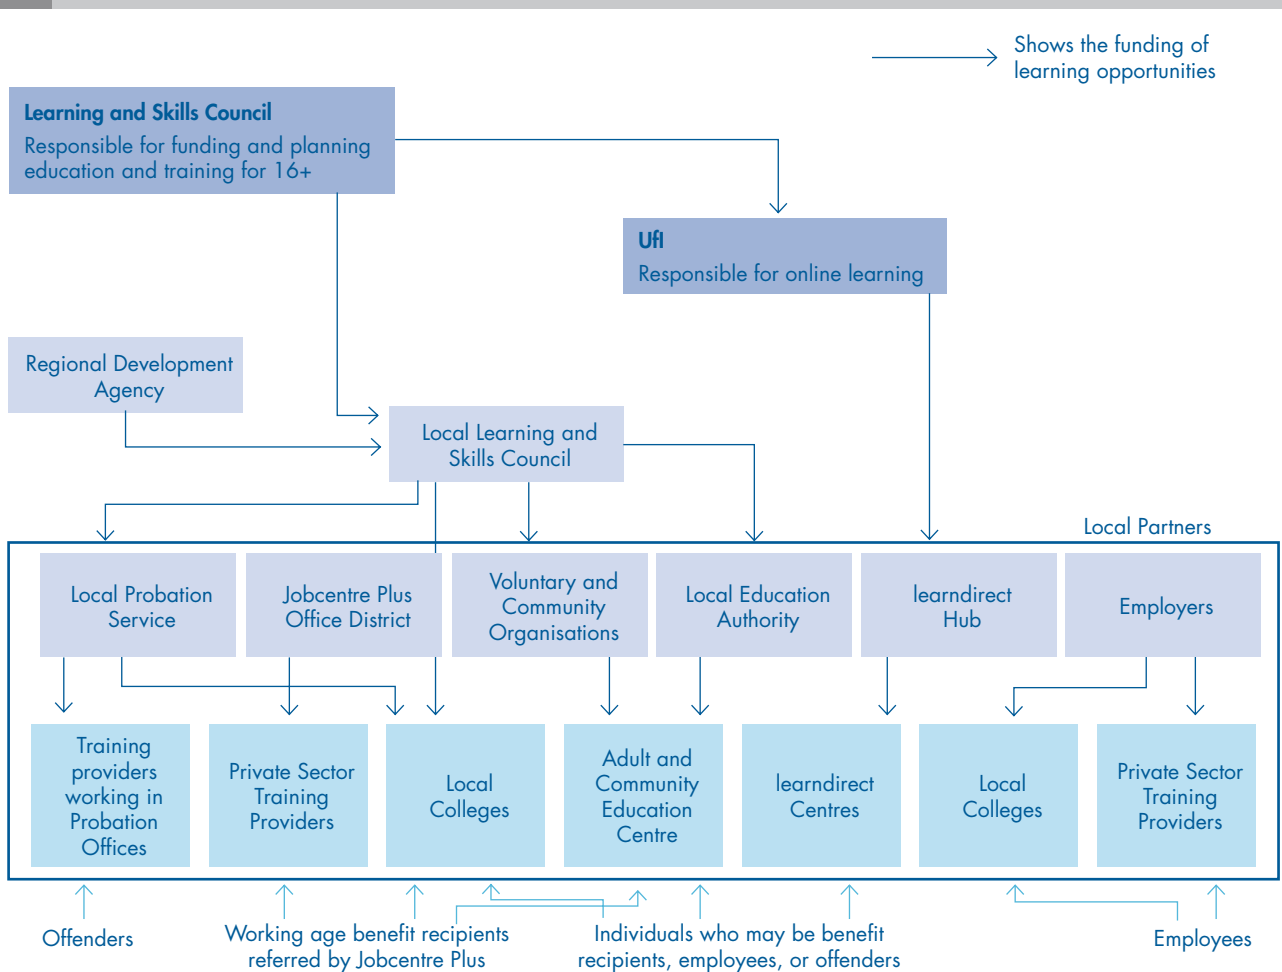 Shows the funding of
learning opportunities
Learning and Skills Council
Responsible for funding and planning
education and training for 16+
UfI
Responsible for online learning
Regional Development
Agency
Local Learning and
Skills Council
Local Partners
Local Probation
Service
Jobcentre Plus
Office District
Voluntary and
Community
Organisations
Local Education
Authority
learndirect
Hub
Employers
Training
providers
working in
Probation
Offices
Private Sector
Training
Providers
Local
Colleges
Adult and
Community
Education
Centre
learndirect
Centres
Local
Colleges
Private Sector
Training
Providers
Offenders
Working age benefit recipients
referred by Jobcentre Plus
Individuals who may be benefit
recipients, employees, or offenders
Employees